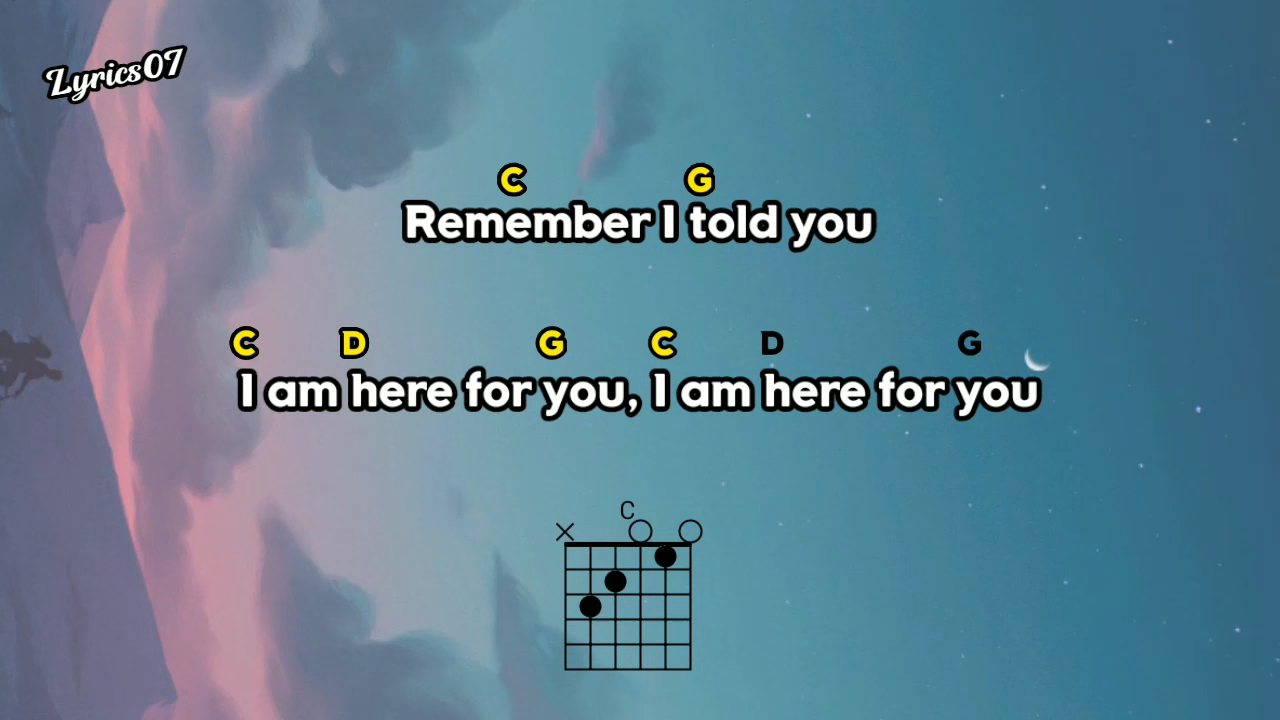 Lyrics07
C G
Remember I told you
C D G C D G
I am here for you, I am here for you
C